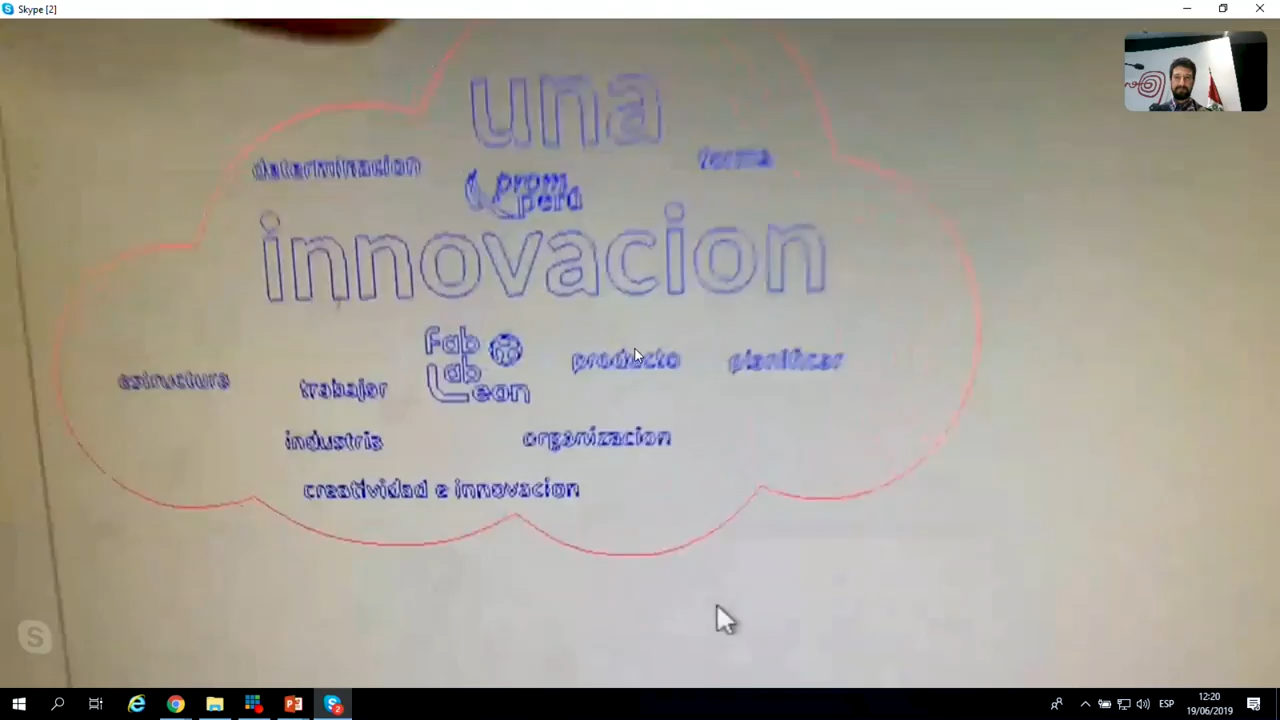 Skype [2]
una
determinacion
forma
prom
perú
innovacion
Fab
Lab
Leon
producto
planificar
estructura
trabajar
industria
organizacion
creatividad e innovacion
S
ESP
12:20
19/06/2019